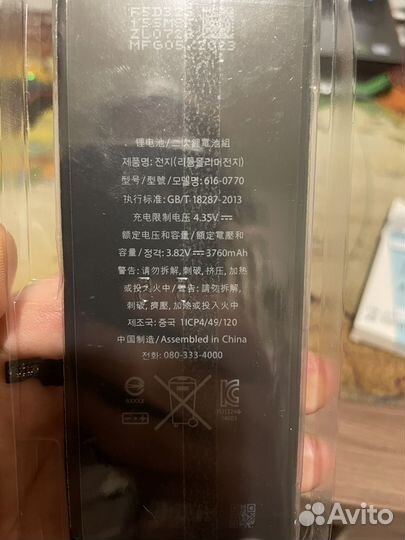 MFG05/2023
锂电池/二次鋰電池組
제품명: 전지(리튬폴리머전지)
型号/型號/모델명: 616-0770
执行标准: GB/T 18287-2013
充电限制电压 4.35V
额定电压和容量/額定電壓和
容量/정격: 3.82V 3760mAh
警告: 请勿拆解, 刺破, 挤压, 加热
或投入火中/警告: 請勿拆解,
刺破, 擠壓, 加熱或投入火中
제조국: 중국 1ICP4/49/120
中国制造/Assembled in China
전화: 080-333-4000
Avito